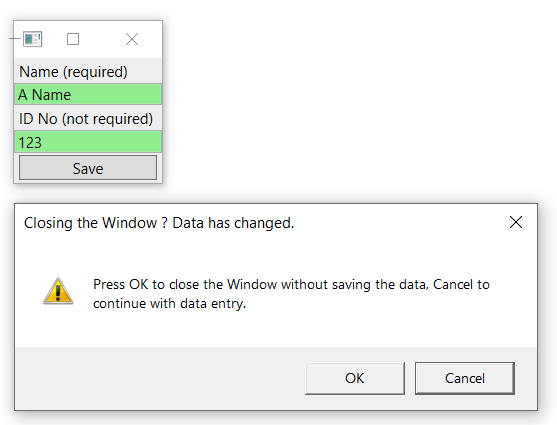 Name (required)
A Name
ID No (not required)
123
Save
Closing the Window ? Data has changed.
Press OK to close the Window without saving the data, Cancel to
continue with data entry.
OK
Cancel